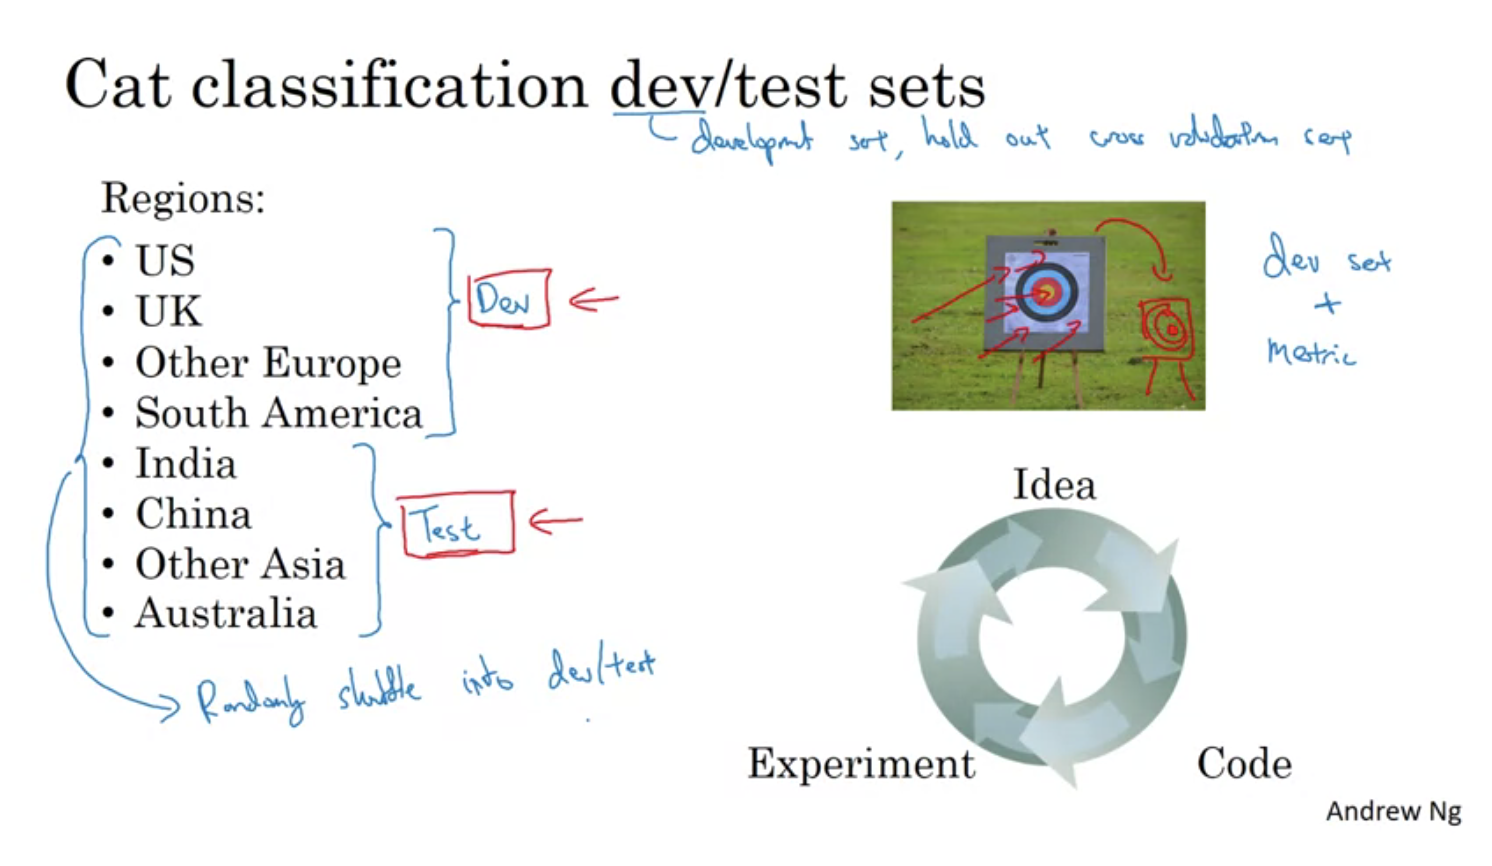 Cat classification dev/test sets
development set, hold out cross validation set
Regions:
• US
• UK
• Other Europe
• South America
• India
• China
• Other Asia
• Australia
Dev
Test
Randomly shuffle into dev/test
dev set
+
metric
Idea
Code
Experiment
Andrew Ng